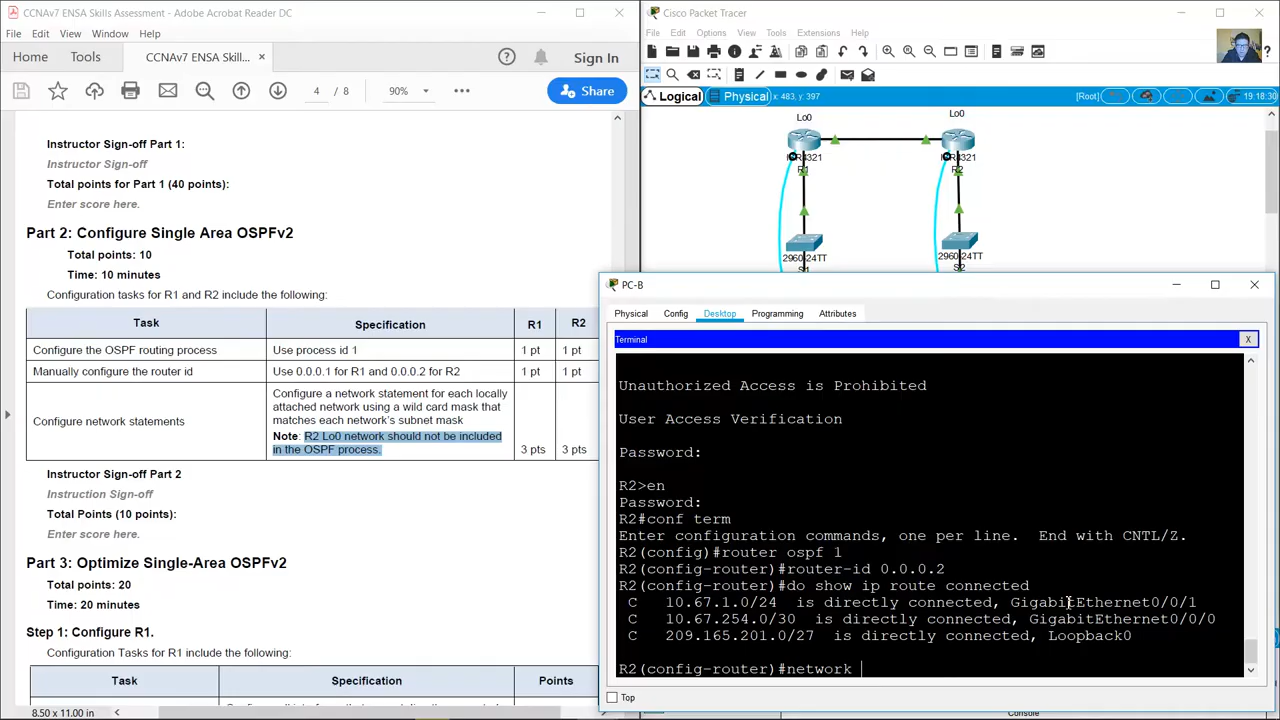 CCNAv7 ENSA Skills Assessment - Adobe Acrobat Reader DC
File Edit View Window Help
Home Tools CCNAv7 ENSA Skill... × Sign In
4 / 8 90% Share
Instructor Sign-off Part 1:
Instructor Sign-off
Total points for Part 1 (40 points):
Enter score here.
Part 2: Configure Single Area OSPFv2
Total points: 10
Time: 10 minutes
Configuration tasks for R1 and R2 include the following:
Task Specification R1 R2
Configure the OSPF routing process Use process id 1 1 pt 1 pt
Manually configure the router id Use 0.0.0.1 for R1 and 0.0.0.2 for R2 1 pt 1 pt
Configure network statements
Configure a network statement for each locally
attached network using a wild card mask that
matches each network's subnet mask
Note: R2 Lo0 network should not be included
in the OSPF process. 3 pts 3 pts
Instructor Sign-off Part 2
Instruction Sign-off
Total Points (10 points):
Enter score here.
Part 3: Optimize Single-Area OSPFv2
Total points: 20
Time: 20 minutes
Step 1: Configure R1.
Configuration Tasks for R1 include the following:
Task Specification Points
8.50 x 11.00 in
Cisco Packet Tracer
File Edit Options View Tools Extensions Help
Logical Physical x: 483, y: 397 [Root] 19:18:30
Lo0 Lo0
R1 R2
2960-24TT 2960-24TT
S1 S2
PC-B
Physical Config Desktop Programming Attributes
Terminal X
Unauthorized Access is Prohibited
User Access Verification
Password:
R2>en
Password:
R2#conf term
Enter configuration commands, one per line. End with CNTL/Z.
R2(config)#router ospf 1
R2(config-router)#router-id 0.0.0.2
R2(config-router)#do show ip route connected
C 10.67.1.0/24 is directly connected, GigabitEthernet0/0/1
C 10.67.254.0/30 is directly connected, GigabitEthernet0/0/0
C 209.165.201.0/27 is directly connected, Loopback0
R2(config-router)#network
Top
Console